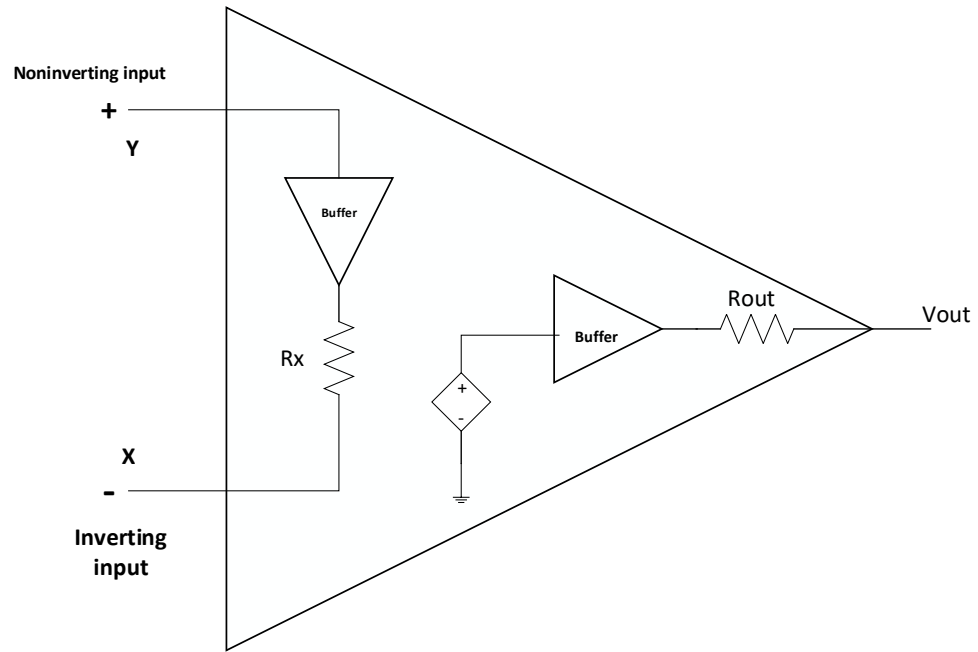 Noninverting input
+
Y
Buffer
Rx
X
-
Inverting
input
+
-
Buffer
Rout
Vout